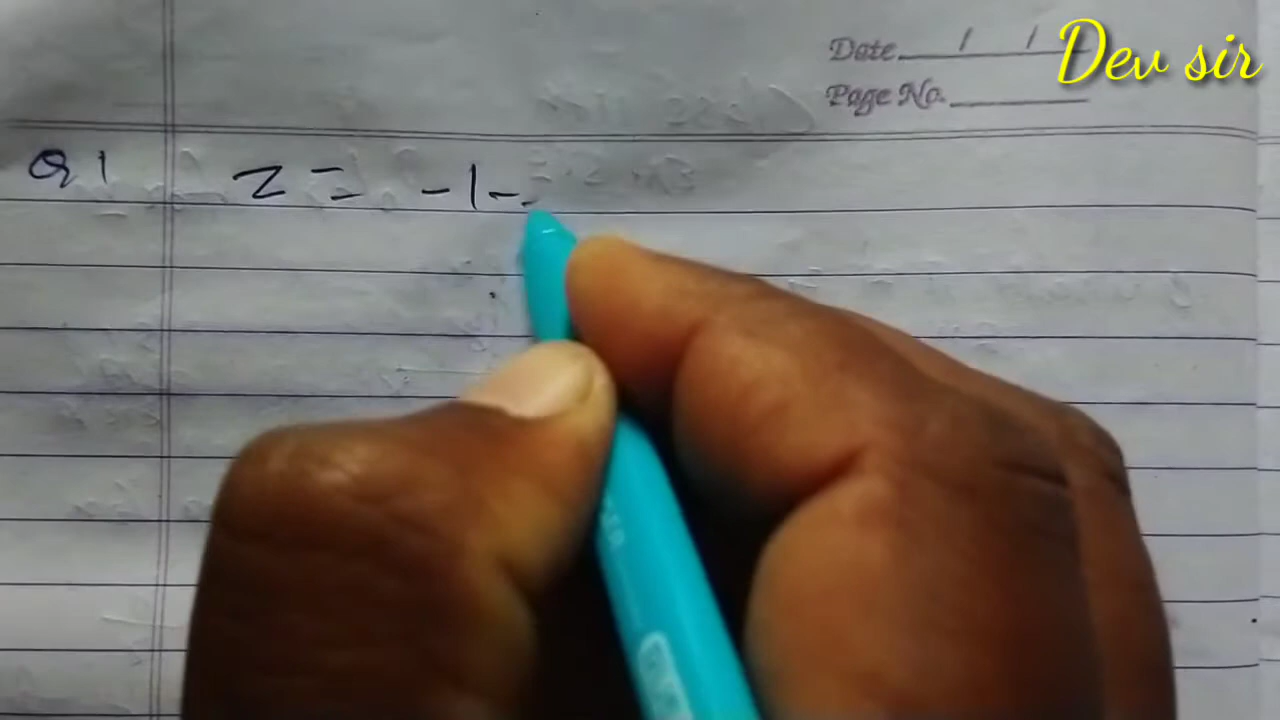 Date / /
Dev sir
Page No.
Q1 z = -1-